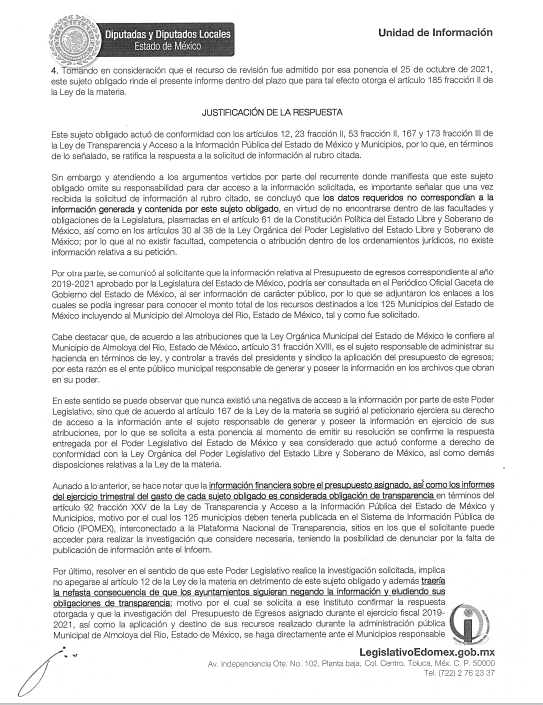 Diputadas y Diputados Locales
Estado de México
Unidad de Información
4. Tomando en consideración que el recurso de revisión fue admitido por esa ponencia el 25 de octubre de 2021,
este sujeto obligado rinde el presente informe dentro del plazo que para tal efecto otorga el artículo 185 fracción II de
la Ley de la materia.
JUSTIFICACIÓN DE LA RESPUESTA
Este sujeto obligado actuó de conformidad con los artículos 12, 23 fracción II, 53 fracción II, 167 y 173 fracción III de
la Ley de Transparencia y Acceso a la Información Pública del Estado de México y Municipios, por lo que, en términos
de lo señalado, se ratifica la respuesta a la solicitud de información al rubro citada.
Sin embargo y atendiendo a los argumentos vertidos por parte del recurrente donde manifiesta que este sujeto
obligado omite su responsabilidad para dar acceso a la información solicitada, es importante señalar que una vez
recibida la solicitud de información al rubro citado, se concluyó que los datos requeridos no correspondían a la
información generada y contenida por este sujeto obligado, en virtud de no encontrarse dentro de las facultades y
obligaciones de la Legislatura, plasmadas en el artículo 61 de la Constitución Política del Estado Libre y Soberano de
México, así como en los artículos 30 al 38 de la Ley Orgánica del Poder Legislativo del Estado Libre y Soberano de
México; por lo que al no existir facultad, competencia o atribución dentro de los ordenamientos jurídicos, no existe
información relativa a su petición.
Por otra parte, se comunicó al solicitante que la información relativa al Presupuesto de egresos correspondiente al año
2019-2021 aprobado por la Legislatura del Estado de México, podría ser consultada en el Periódico Oficial Gaceta de
Gobierno del Estado de México, al ser información de carácter público, por lo que se adjuntaron los enlaces a los
cuales se podía ingresar para conocer el monto total de los recursos destinados a los 125 Municipios del Estado de
México incluyendo al Municipio del Almoloya del Rio, Estado de México, tal y como fue solicitado.
Cabe destacar que, de acuerdo a las atribuciones que la Ley Orgánica Municipal del Estado de México le confiere al
Municipio de Almoloya del Río, Estado de México, artículo 31 fracción XVIII, es el sujeto responsable de administrar su
hacienda en términos de ley, y controlar a través del presidente y síndico la aplicación del presupuesto de egresos;
por esta razón es el ente público municipal responsable de generar y poseer la información en los archivos que obran
en su poder.
En este sentido se puede observar que nunca existió una negativa de acceso a la información por parte de este Poder
Legislativo, sino que de acuerdo al artículo 167 de la Ley de la materia se sugirió al peticionario ejerciera su derecho
de acceso a la información ante el sujeto responsable de generar y poseer la información en ejercicio de sus
atribuciones, por lo que se solicita a esta ponencia al momento de emitir su resolución se confirme la respuesta
entregada por el Poder Legislativo del Estado de México y sea considerado que actuó conforme a derecho de
conformidad con la Ley Orgánica del Poder Legislativo del Estado Libre y Soberano de México, así como demás
disposiciones relativas a la Ley de la materia.
Aunado a lo anterior, se hace notar que la información financiera sobre el presupuesto asignado, así como los informes
del ejercicio trimestral del gasto de cada sujeto obligado es considerada obligación de transparencia en términos del
artículo 92 fracción XXV de la Ley de Transparencia y Acceso a la Información Pública del Estado de México y
Municipios, motivo por el cual los 125 municipios deben tenerla publicada en el Sistema de Información Pública de
Oficio (IPOMEX), interconectado a la Plataforma Nacional de Transparencia, sitios en los que el solicitante puede
acceder para realizar la investigación que considere necesaria, teniendo la posibilidad de denunciar por la falta de
publicación de información ante el Infoem.
Por último, resolver en el sentido de que este Poder Legislativo realice la investigación solicitada, implica
no apegarse al artículo 12 de la Ley de la materia en detrimento de este sujeto obligado y además traería
la nefasta consecuencia de que los ayuntamientos siguieran negando la información y eludiendo sus
obligaciones de transparencia; motivo por el cual se solicita a ese Instituto confirmar la respuesta
otorgada y que la investigación del Presupuesto de Egresos asignado durante el ejercicio fiscal 2019-
2021, así como la aplicación y destino de sus recursos realizado durante la administración pública
Municipal de Almoloya del Rio, Estado de México, se haga directamente ante el Municipios responsable
LegislativoEdomex.gob.mx
Av. Independencia Ote. No. 102, Planta baja, Col. Centro. Toluca, Méx. C. P. 50000
Tel. (722) 2 76 23 37